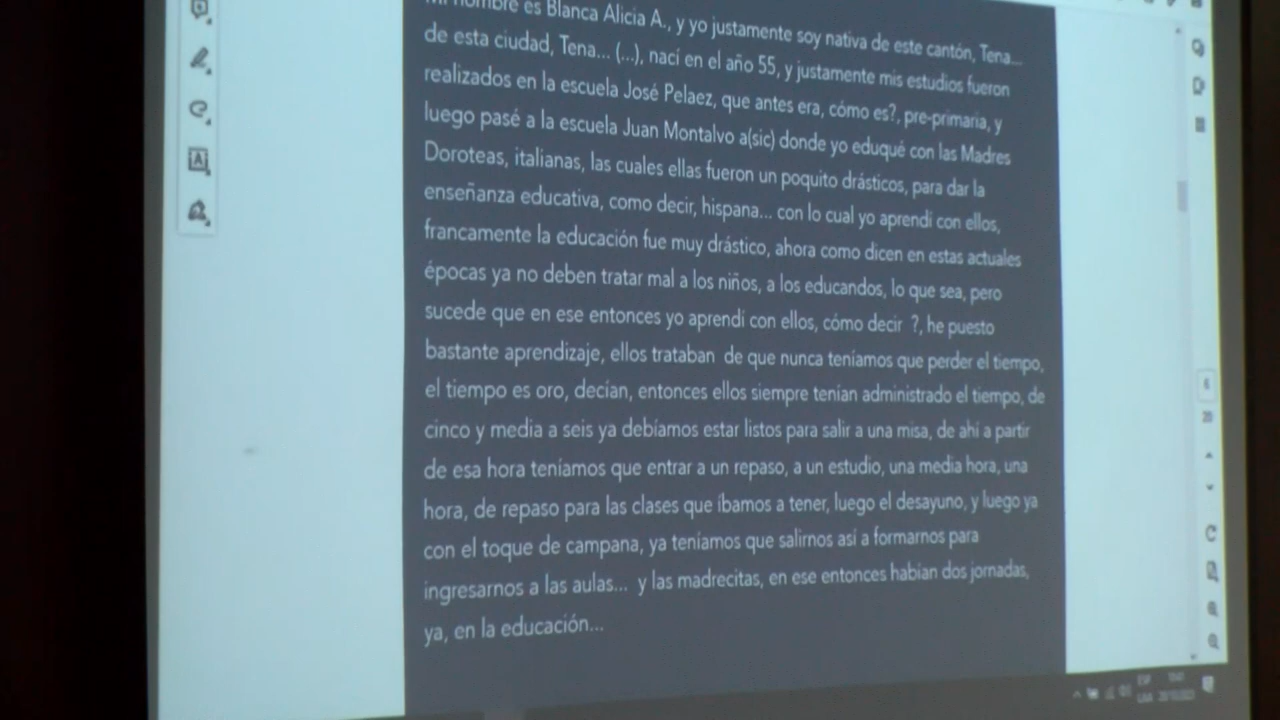 Mi nombre es Blanca Alicia A., y yo justamente soy nativa de este cantón, Tena...
de esta ciudad, Tena... (...), nací en el año 55, y justamente mis estudios fueron
realizados en la escuela José Pelaez, que antes era, cómo es?, pre-primaria, y
luego pasé a la escuela Juan Montalvo a(sic) donde yo eduqué con las Madres
Doroteas, italianas, las cuales ellas fueron un poquito drásticos, para dar la
enseñanza educativa, como decir, hispana... con lo cual yo aprendí con ellos,
francamente la educación fue muy drástico, ahora como dicen en estas actuales
épocas ya no deben tratar mal a los niños, a los educandos, lo que sea, pero
sucede que en ese entonces yo aprendí con ellos, cómo decir ?, he puesto
bastante aprendizaje, ellos trataban de que nunca teníamos que perder el tiempo,
el tiempo es oro, decían, entonces ellos siempre tenían administrado el tiempo, de
cinco y media a seis ya debíamos estar listos para salir a una misa, de ahí a partir
de esa hora teníamos que entrar a un repaso, a un estudio, una media hora, una
hora, de repaso para las clases que íbamos a tener, luego el desayuno, y luego ya
con el toque de campana, ya teníamos que salirnos así a formarnos para
ingresarnos a las aulas... y las madrecitas, en ese entonces habían dos jornadas,
ya, en la educación...
6
20
ESP